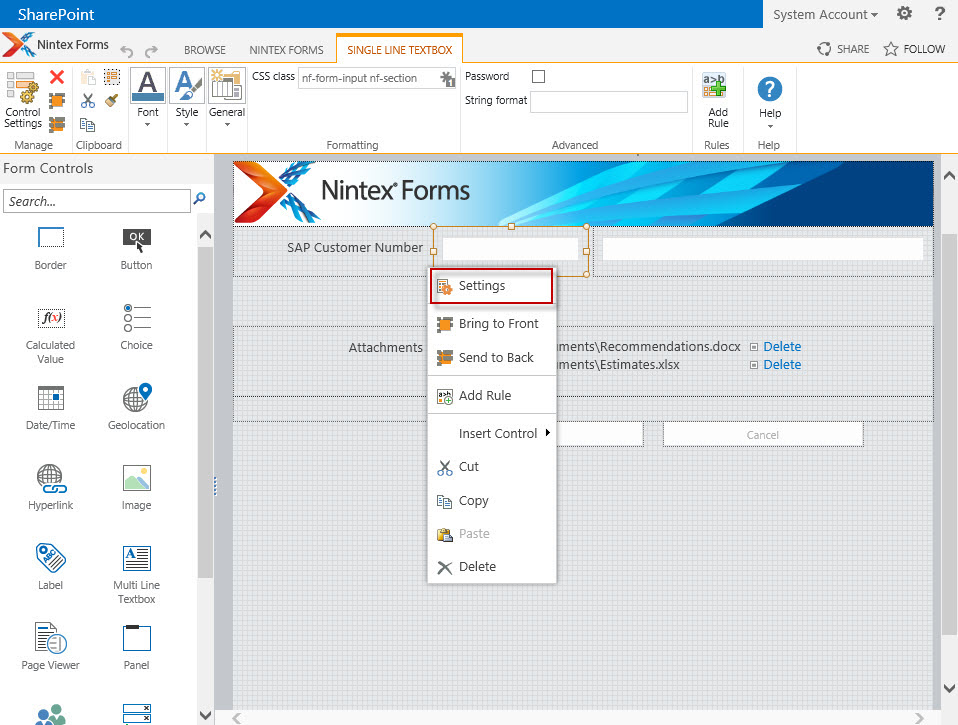 SharePoint
System Account
?
Nintex Forms
BROWSE
NINTEX FORMS
SINGLE LINE TEXTBOX
SHARE
FOLLOW
Control
Settings
Manage
Clipboard
A
Font
A
Style
General
CSS class
nf-form-input nf-section
Formatting
Password
String format
Advanced
a>b
Add
Rule
Rules
?
Help
Help
Form Controls
Search...
Border
OK
Button
f(x)
Calculated
Value
Choice
Date/Time
Geolocation
Hyperlink
Image
ABC
Label
A
Multi Line
Textbox
Page Viewer
Panel
Nintex® Forms
SAP Customer Number
Settings
Bring to Front
Send to Back
a>b
Add Rule
Insert Control
Cut
Copy
Paste
Delete
Attachments
uments\Recommendations.docx
Delete
uments\Estimates.xlsx
Delete
Cancel